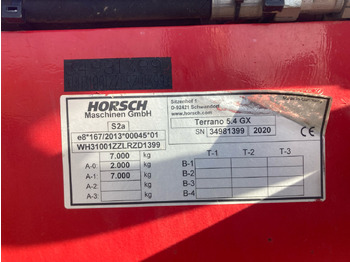 HORSCH
Maschinen GmbH
Sitzenhof 1
D-92421 Schwandorf
www.horsch.com
S2a
e8*167/2013*00045*01
WH31001ZZLRZD1399
Terrano 5.4 GX
SN 34981399 2020
7.000 kg
A-0: 2.000 kg
A-1: 7.000 kg
A-2: kg
A-3: kg
T-1 T-2 T-3
B-1
B-2
B-3
B-4
CE